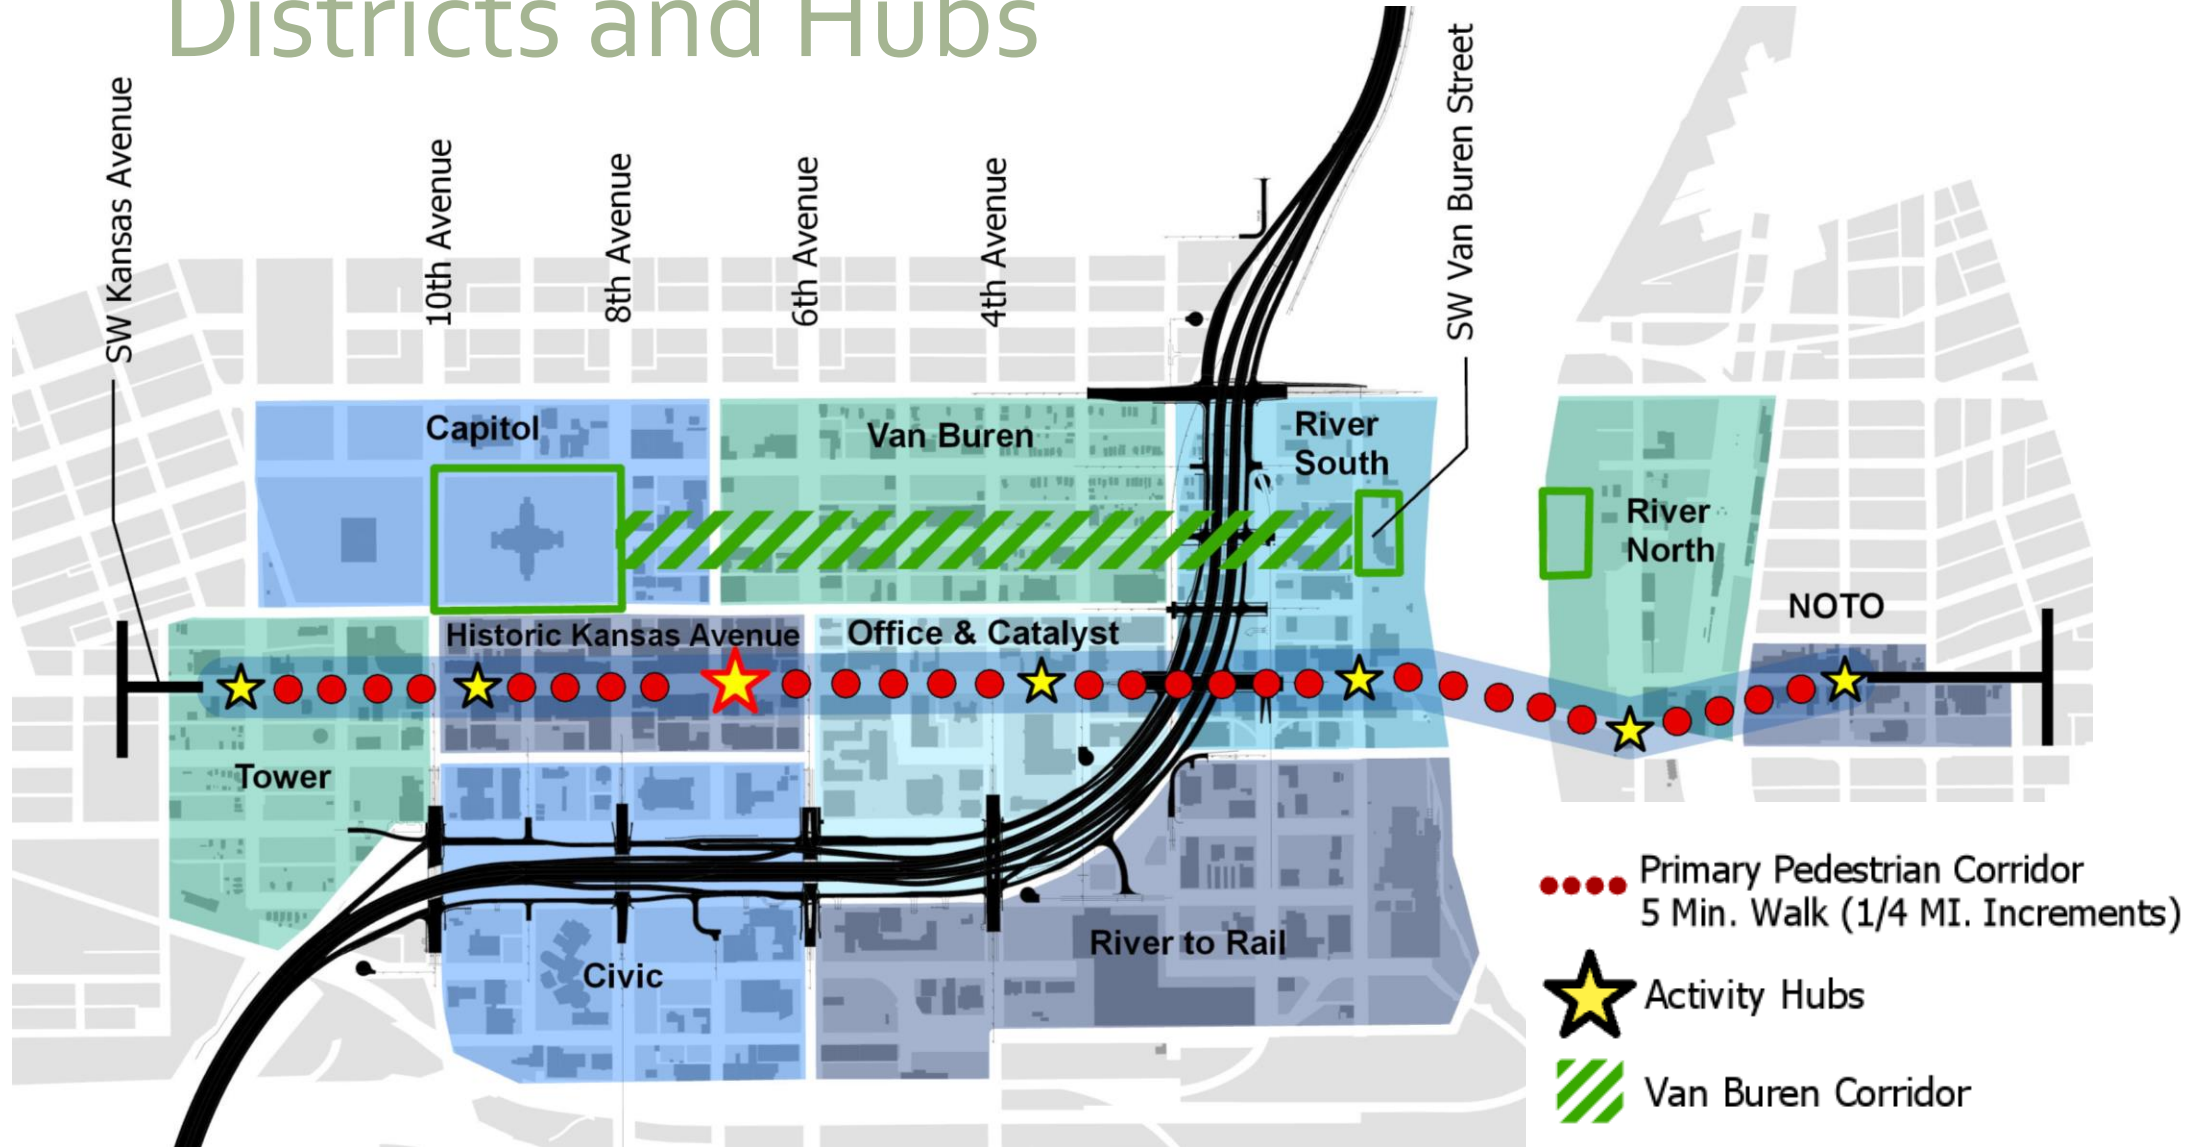 Districts and Hubs
SW Kansas Avenue
10th Avenue
8th Avenue
6th Avenue
4th Avenue
SW Van Buren Street
Capitol
Van Buren
River
South
River
North
NOTO
Historic Kansas Avenue
Office & Catalyst
Tower
Civic
River to Rail
Primary Pedestrian Corridor
5 Min. Walk (1/4 MI. Increments)
Activity Hubs
Van Buren Corridor